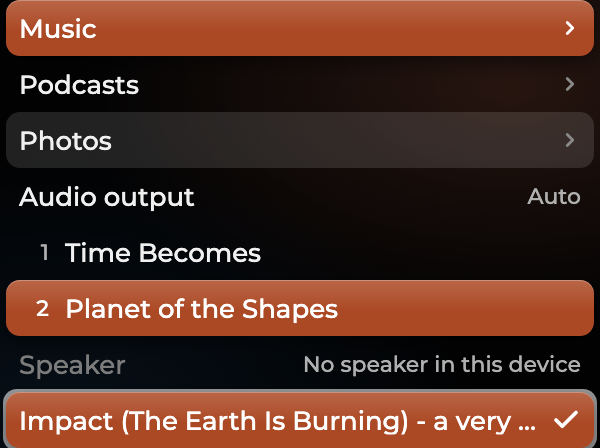 Music
Podcasts
Photos
Audio output Auto
1 Time Becomes
2 Planet of the Shapes
Speaker No speaker in this device
Impact (The Earth Is Burning) - a very ...